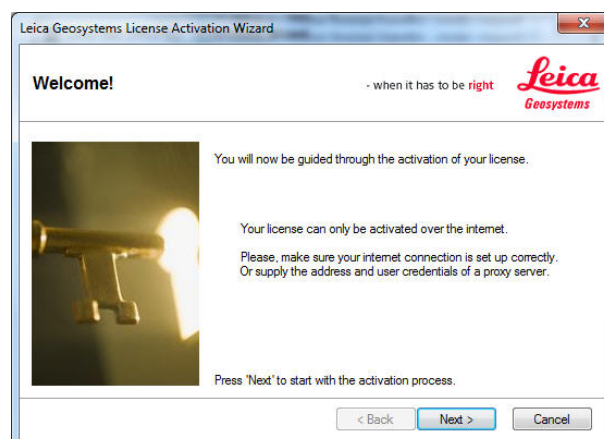 Leica Geosystems License Activation Wizard
Welcome!
- when it has to be right
Leica
Geosystems
You will now be guided through the activation of your license.
Your license can only be activated over the internet.
Please, make sure your internet connection is set up correctly.
Or supply the address and user credentials of a proxy server.
Press 'Next' to start with the activation process.
< Back Next > Cancel